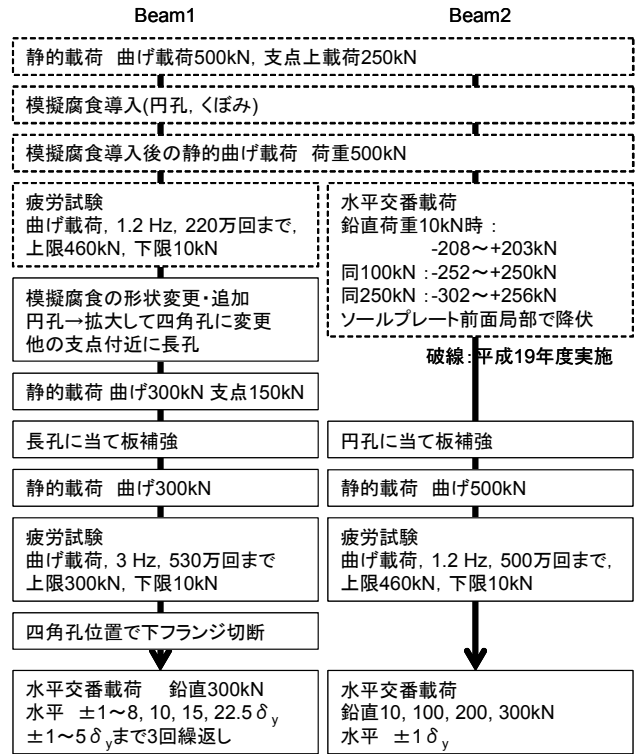 Beam1
Beam2
静的載荷 曲げ載荷500kN, 支点上載荷250kN
模擬腐食導入(円孔, くぼみ)
模擬腐食導入後の静的曲げ載荷 荷重500kN
疲労試験
曲げ載荷, 1.2 Hz, 220万回まで,
上限460kN, 下限10kN
模擬腐食の形状変更・追加
円孔→拡大して四角孔に変更
他の支点付近に長孔
静的載荷 曲げ300kN 支点150kN
長孔に当て板補強
静的載荷 曲げ300kN
疲労試験
曲げ載荷, 3 Hz, 530万回まで
上限300kN, 下限10kN
四角孔位置で下フランジ切断
水平交番載荷 鉛直300kN
水平 ±1～8, 10, 15, 22.5δy
±1～5δyまで3回繰返し
水平交番載荷
鉛直荷重10kN時：
-208～+203kN
同100kN：-252～+250kN
同250kN：-302～+256kN
ソールプレート前面局部で降伏
破線：平成19年度実施
円孔に当て板補強
静的載荷 曲げ500kN
疲労試験
曲げ載荷, 1.2 Hz, 500万回まで,
上限460kN, 下限10kN
水平交番載荷
鉛直10, 100, 200, 300kN
水平 ±1δy